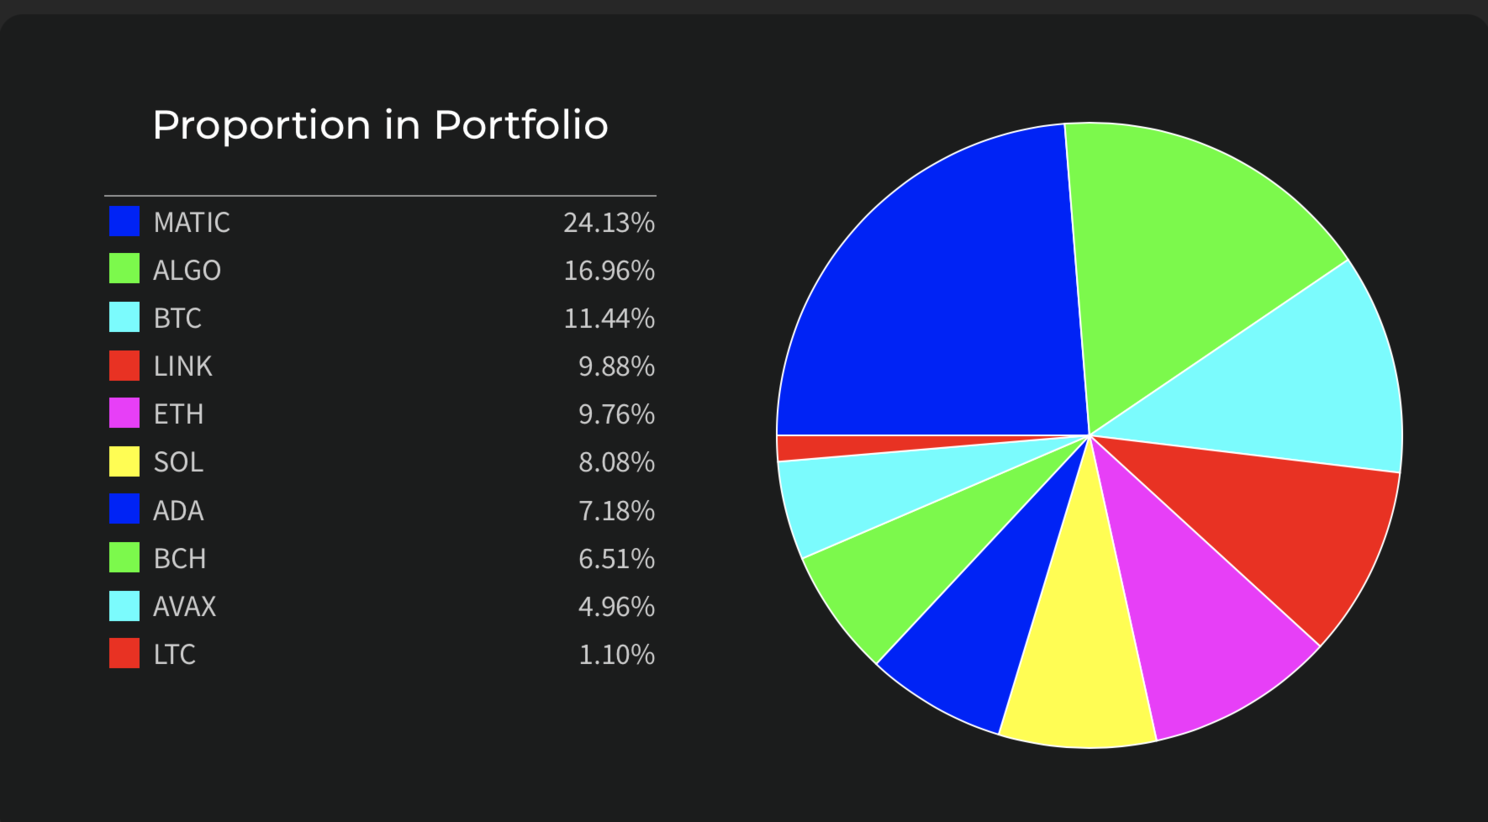 Proportion in Portfolio
MATIC 24.13%
ALGO 16.96%
BTC 11.44%
LINK 9.88%
ETH 9.76%
SOL 8.08%
ADA 7.18%
BCH 6.51%
AVAX 4.96%
LTC 1.10%